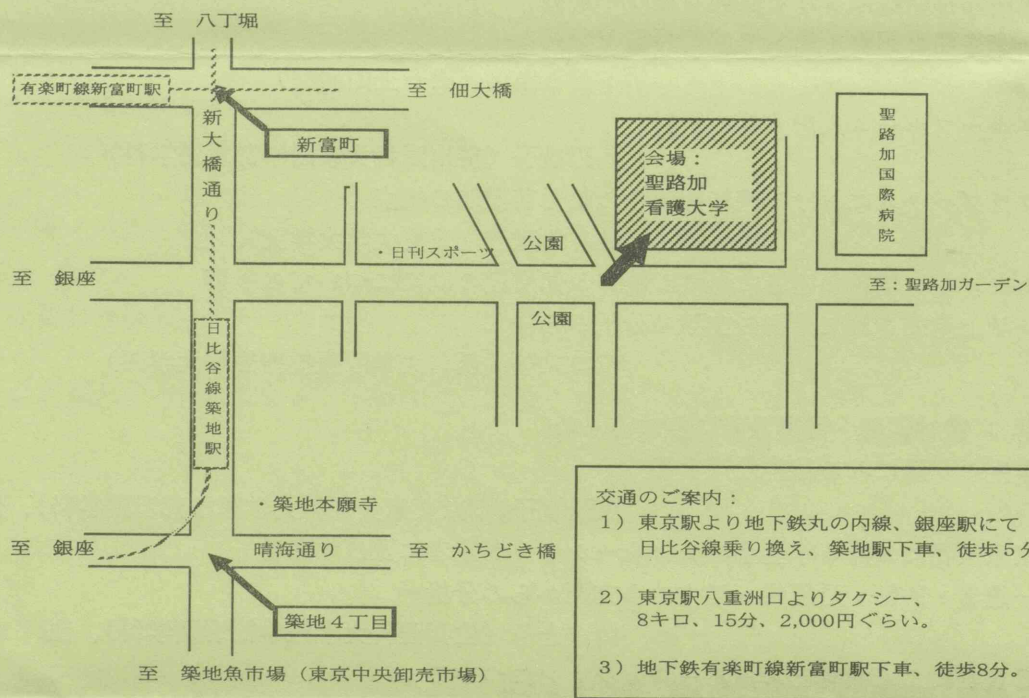 至　八丁堀
有楽町線新富町駅
至　佃大橋
新富町
新大橋通り
会場：
聖路加
看護大学
聖路加国際病院
・日刊スポーツ
公園
至　銀座
至：聖路加ガーデン
公園
日比谷線築地駅
・築地本願寺
至　銀座
晴海通り
至　かちどき橋
築地４丁目
至　築地魚市場（東京中央卸売市場）
交通のご案内：
1）東京駅より地下鉄丸の内線、銀座駅にて
日比谷線乗り換え、築地駅下車、徒歩５分
2）東京駅八重洲口よりタクシー、
8キロ、15分、2,000円ぐらい。
3）地下鉄有楽町線新富町駅下車、徒歩8分。